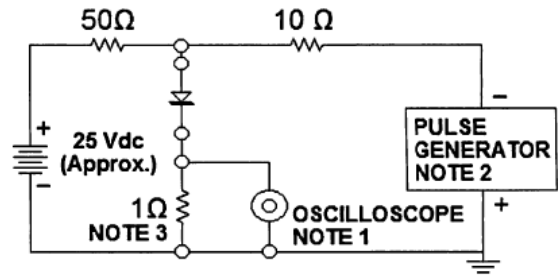 50Ω
10 Ω
+
25 Vdc
(Approx.)
−
1Ω
NOTE 3
OSCILLOSCOPE
NOTE 1
−
PULSE
GENERATOR
NOTE 2
+